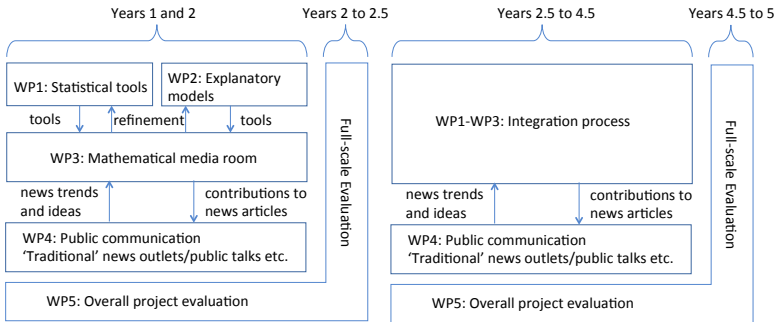 Years 1 and 2
Years 2 to 2.5
Years 2.5 to 4.5
Years 4.5 to 5
WP1: Statistical tools
WP2: Explanatory
models
tools
refinement
tools
WP3: Mathematical media room
news trends
and ideas
contributions to
news articles
WP4: Public communication
‘Traditional’ news outlets/public talks etc.
WP5: Overall project evaluation
Full-scale Evaluation
WP1-WP3: Integration process
news trends
and ideas
contributions to
news articles
WP4: Public communication
‘Traditional’ news outlets/public talks etc.
WP5: Overall project evaluation
Full-scale Evaluation